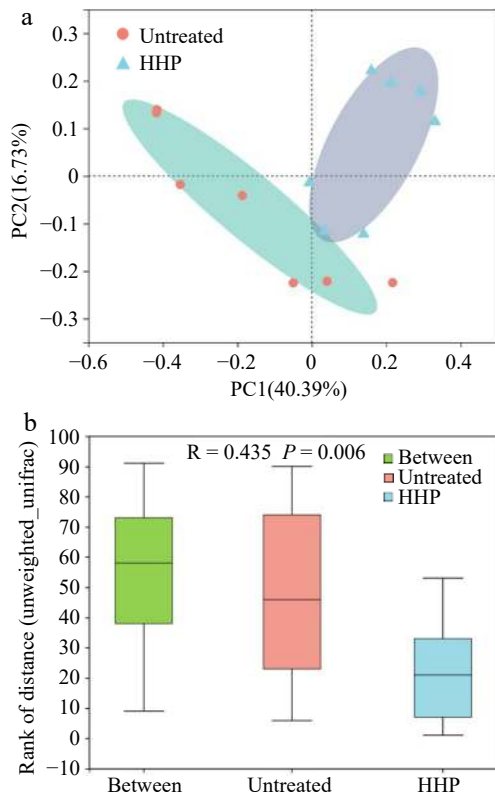 a
Untreated
HHP
0.3
0.2
0.1
0
−0.1
−0.2
−0.3
PC2(16.73%)
−0.6 −0.4 −0.2 0 0.2 0.4
PC1(40.39%)
b
R = 0.435 P = 0.006
Between
Untreated
HHP
100
90
80
70
60
50
40
30
20
10
0
−10
Rank of distance (unweighted_unifrac)
Between Untreated HHP